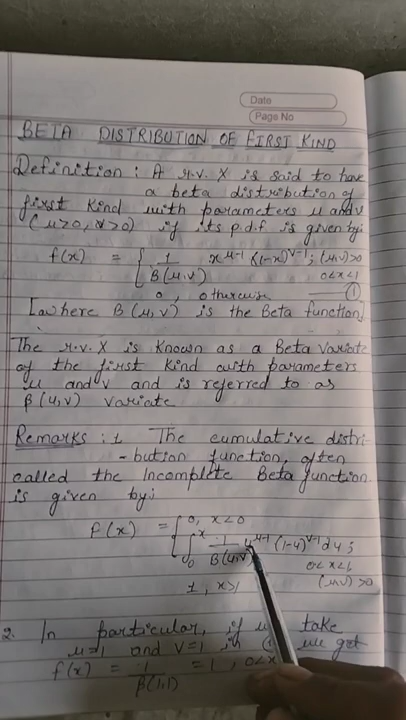 Date
Page No
BETA DISTRIBUTION OF FIRST KIND
Definition : A r.v. X is said to have
a beta distribution of
first kind with parameters μ and ν
(μ>0, ν>0) if its p.d.f is given by:
f(x) = { 1/B(μ,ν) x^μ-1 (1-x)^ν-1 ; (μ,ν)>0
0<x<1
0, otherwise ①
[where B(μ,ν) is the Beta function]
The r.v. X is known as a Beta Variate
of the first kind with parameters
μ and ν and is referred to as
β(μ,ν) variate
Remarks : 1. The cumulative distri-
-bution function, often
called the Incomplete Beta function
is given by:
F(x) = { 0, x<0
∫₀^x 1/B(μ,ν) u^μ-1 (1-u)^ν-1 du ;
0<x<1,
(μ,ν)>0
1, x>1
2. In particular, if we take
μ=1 and ν=1 in ① we get
f(x) = 1/β(1,1) = 1, 0<x